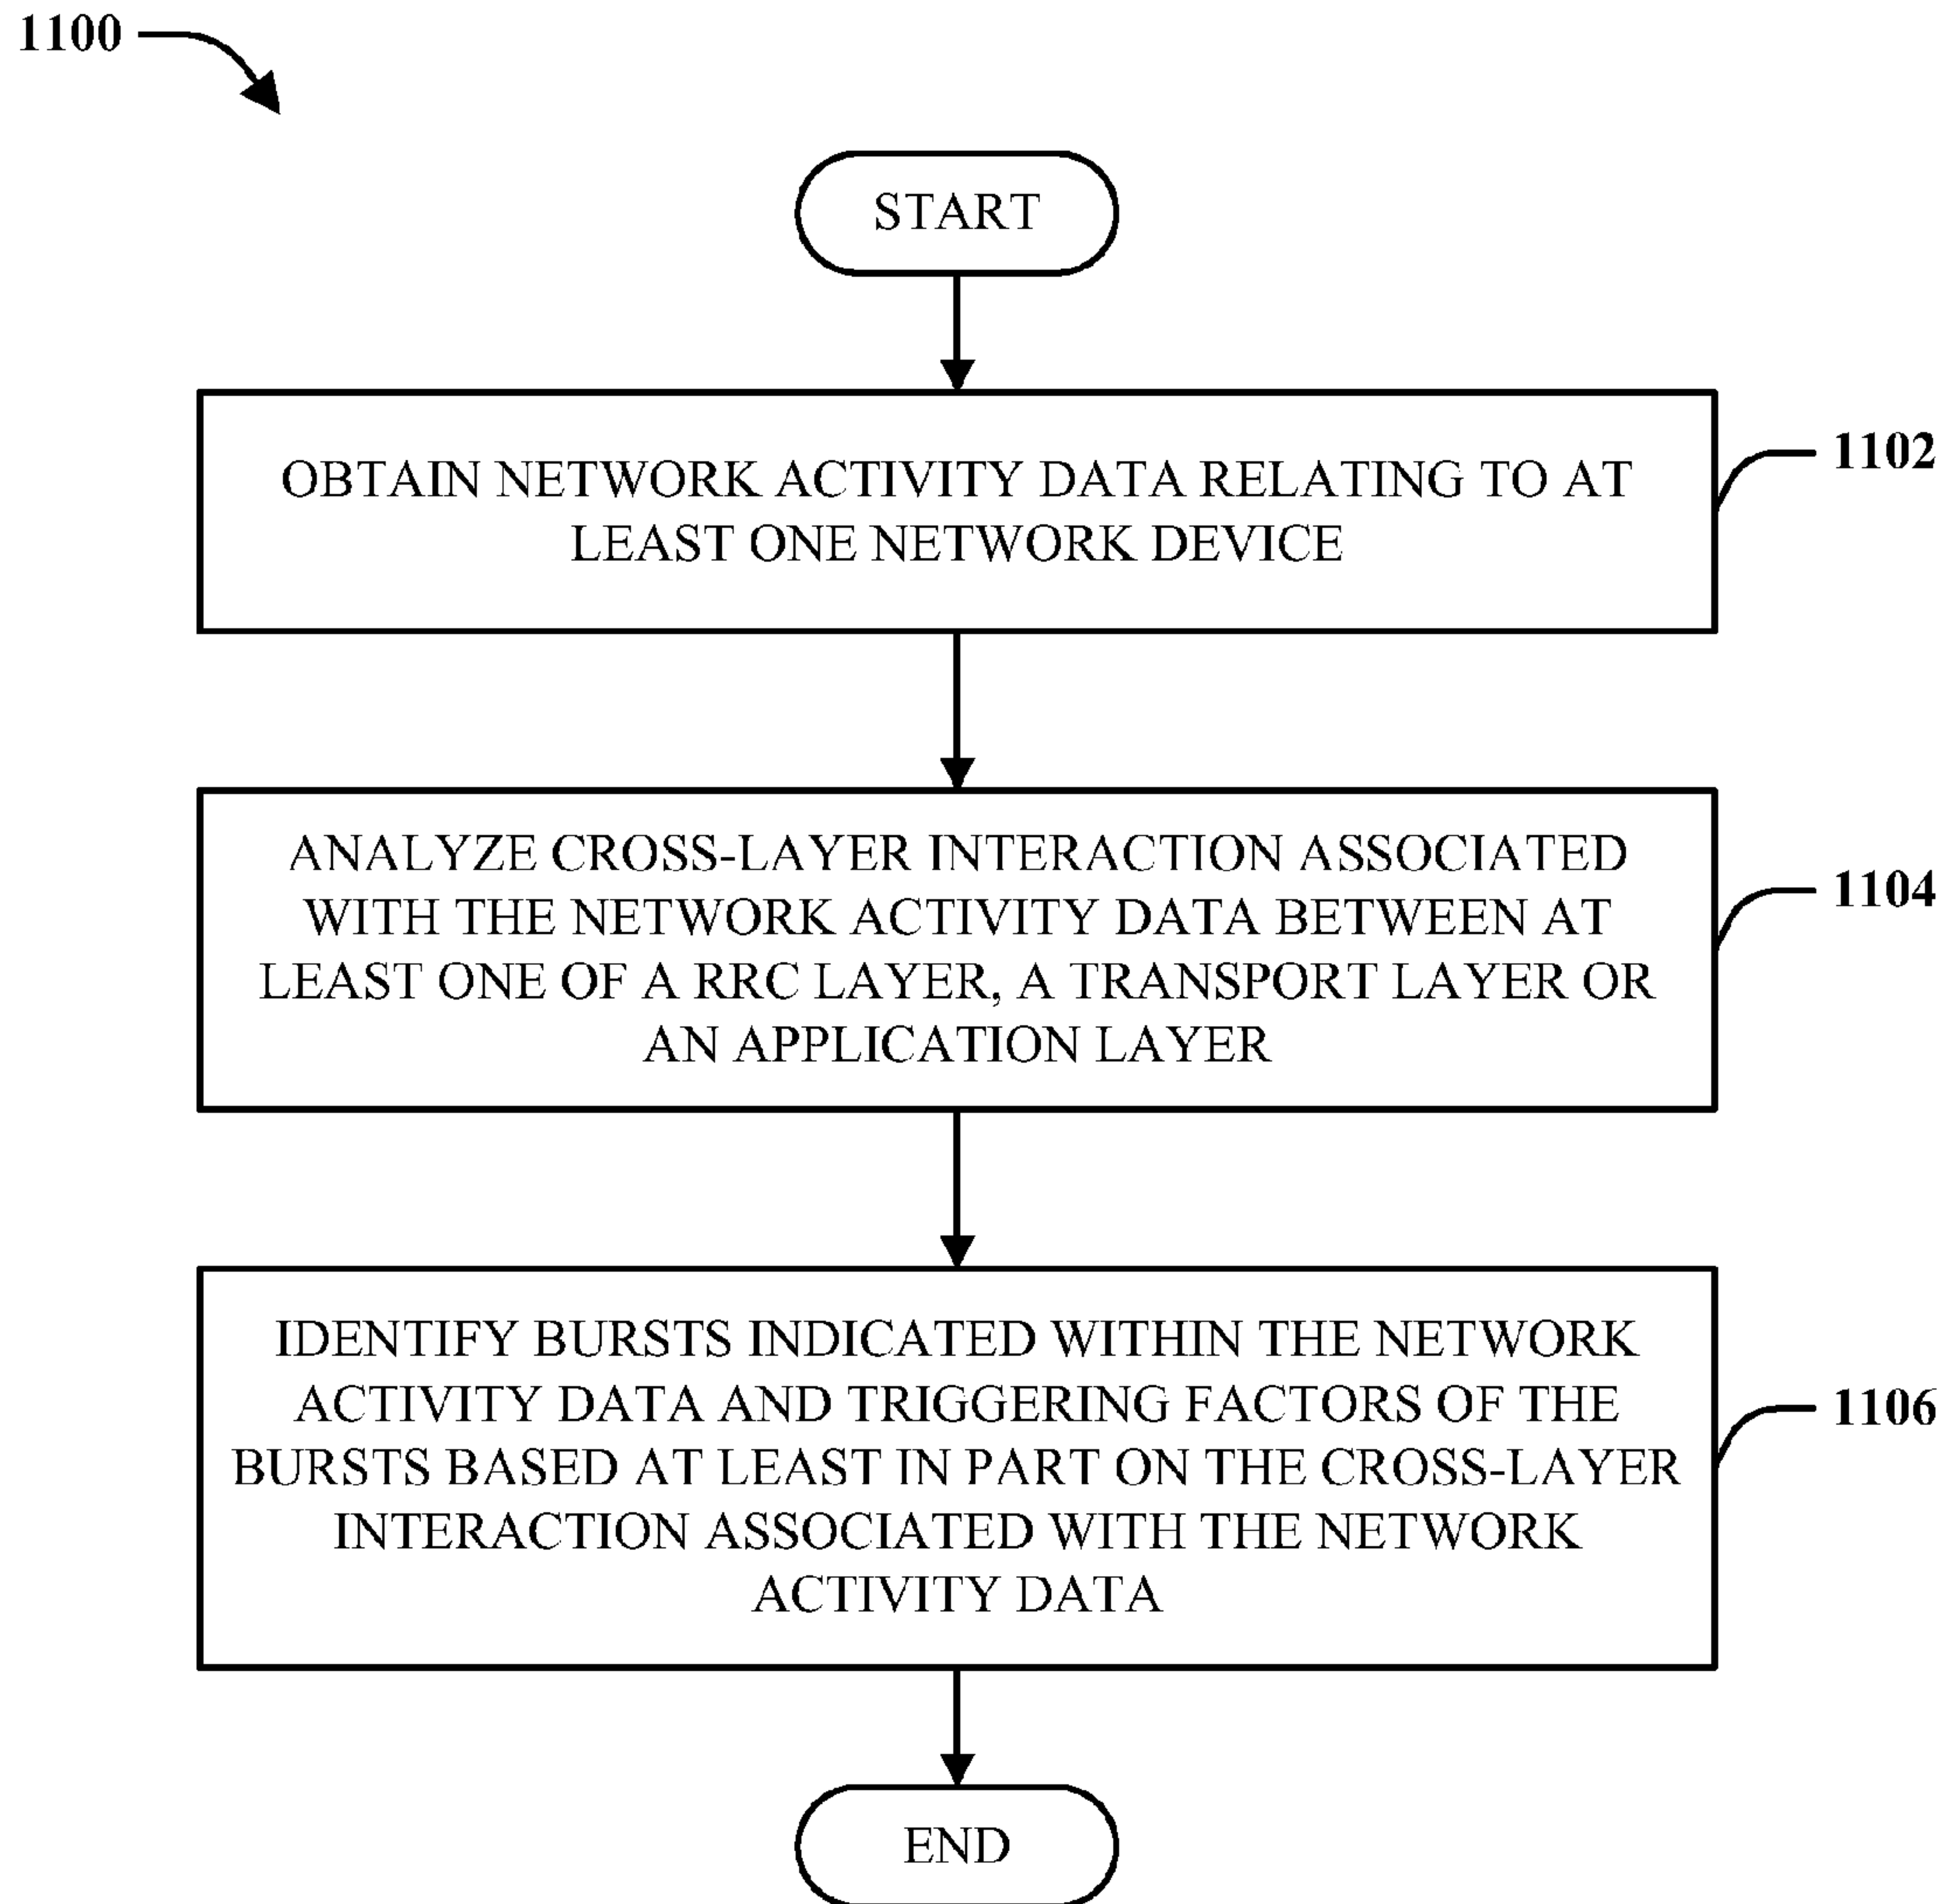 1100
START
OBTAIN NETWORK ACTIVITY DATA RELATING TO AT
LEAST ONE NETWORK DEVICE
1102
ANALYZE CROSS-LAYER INTERACTION ASSOCIATED
WITH THE NETWORK ACTIVITY DATA BETWEEN AT
LEAST ONE OF A RRC LAYER, A TRANSPORT LAYER OR
AN APPLICATION LAYER
1104
IDENTIFY BURSTS INDICATED WITHIN THE NETWORK
ACTIVITY DATA AND TRIGGERING FACTORS OF THE
BURSTS BASED AT LEAST IN PART ON THE CROSS-LAYER
INTERACTION ASSOCIATED WITH THE NETWORK
ACTIVITY DATA
1106
END